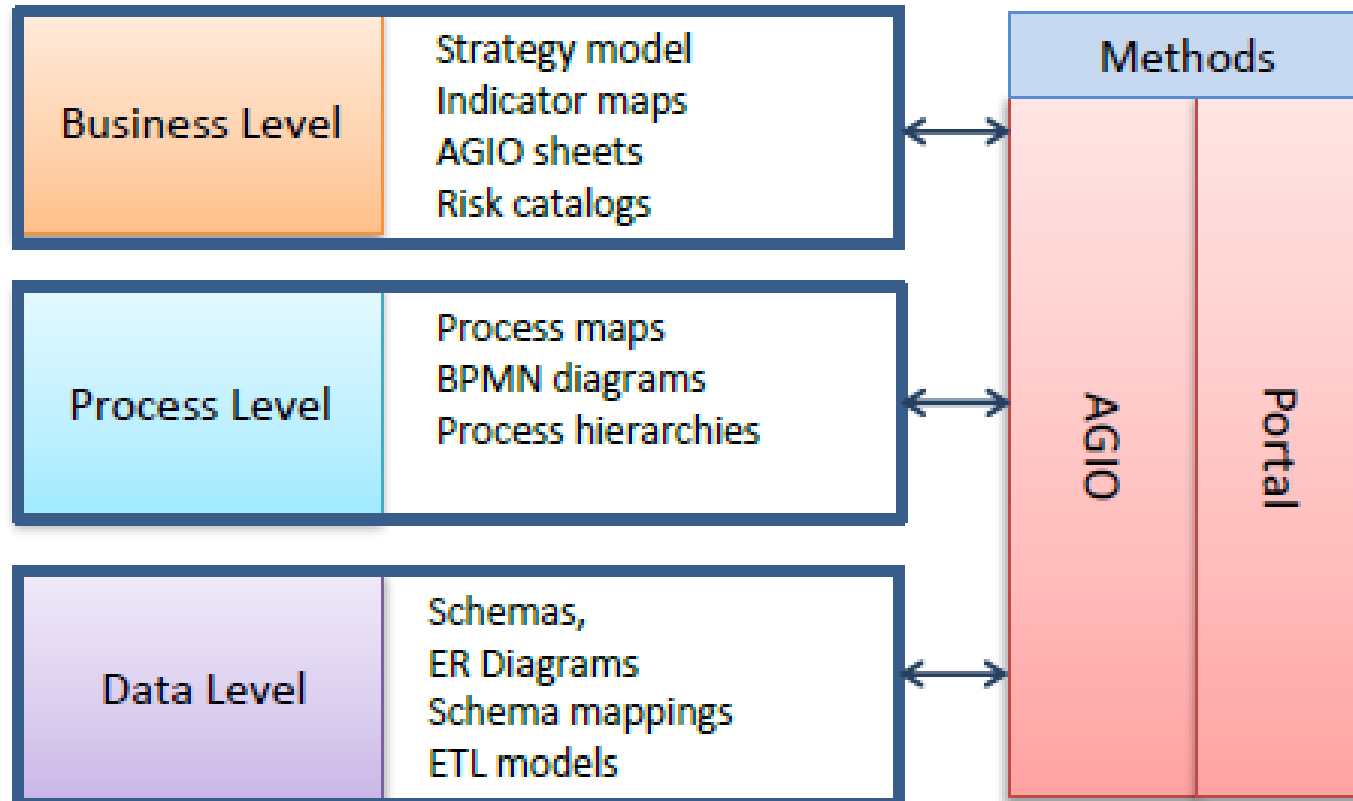 Business Level
Strategy model
Indicator maps
AGIO sheets
Risk catalogs
Process Level
Process maps
BPMN diagrams
Process hierarchies
Data Level
Schemas,
ER Diagrams
Schema mappings
ETL models
Methods
AGIO
Portal